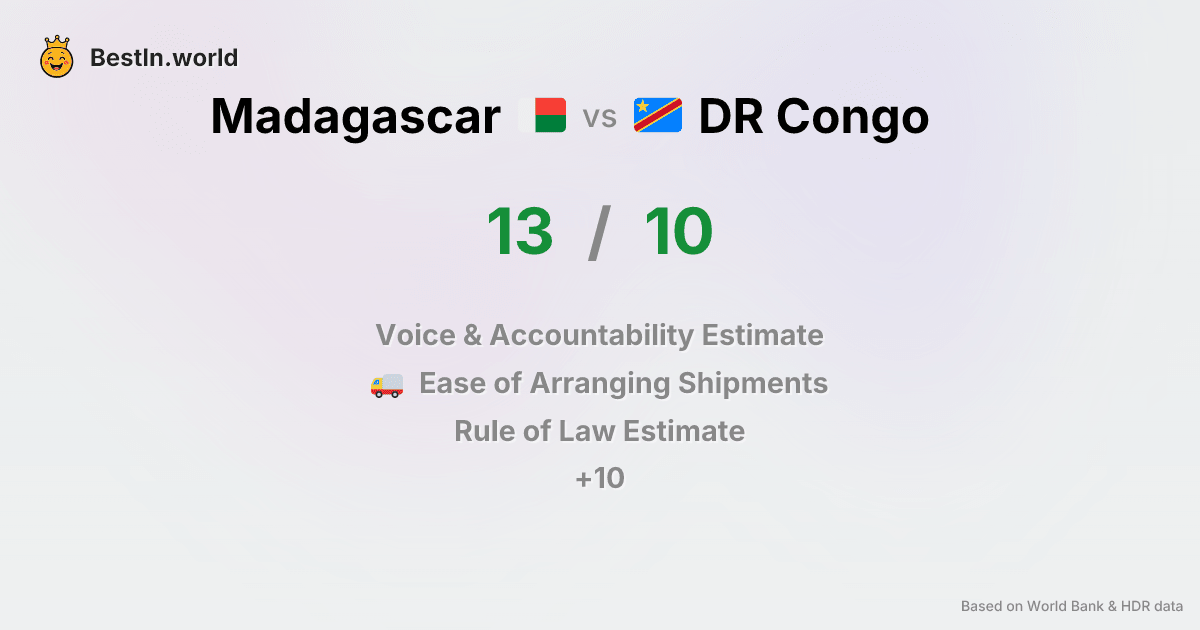 BestIn.world
Madagascar vs DR Congo
13 / 10
Voice & Accountability Estimate
Ease of Arranging Shipments
Rule of Law Estimate
+10
Based on World Bank & HDR data